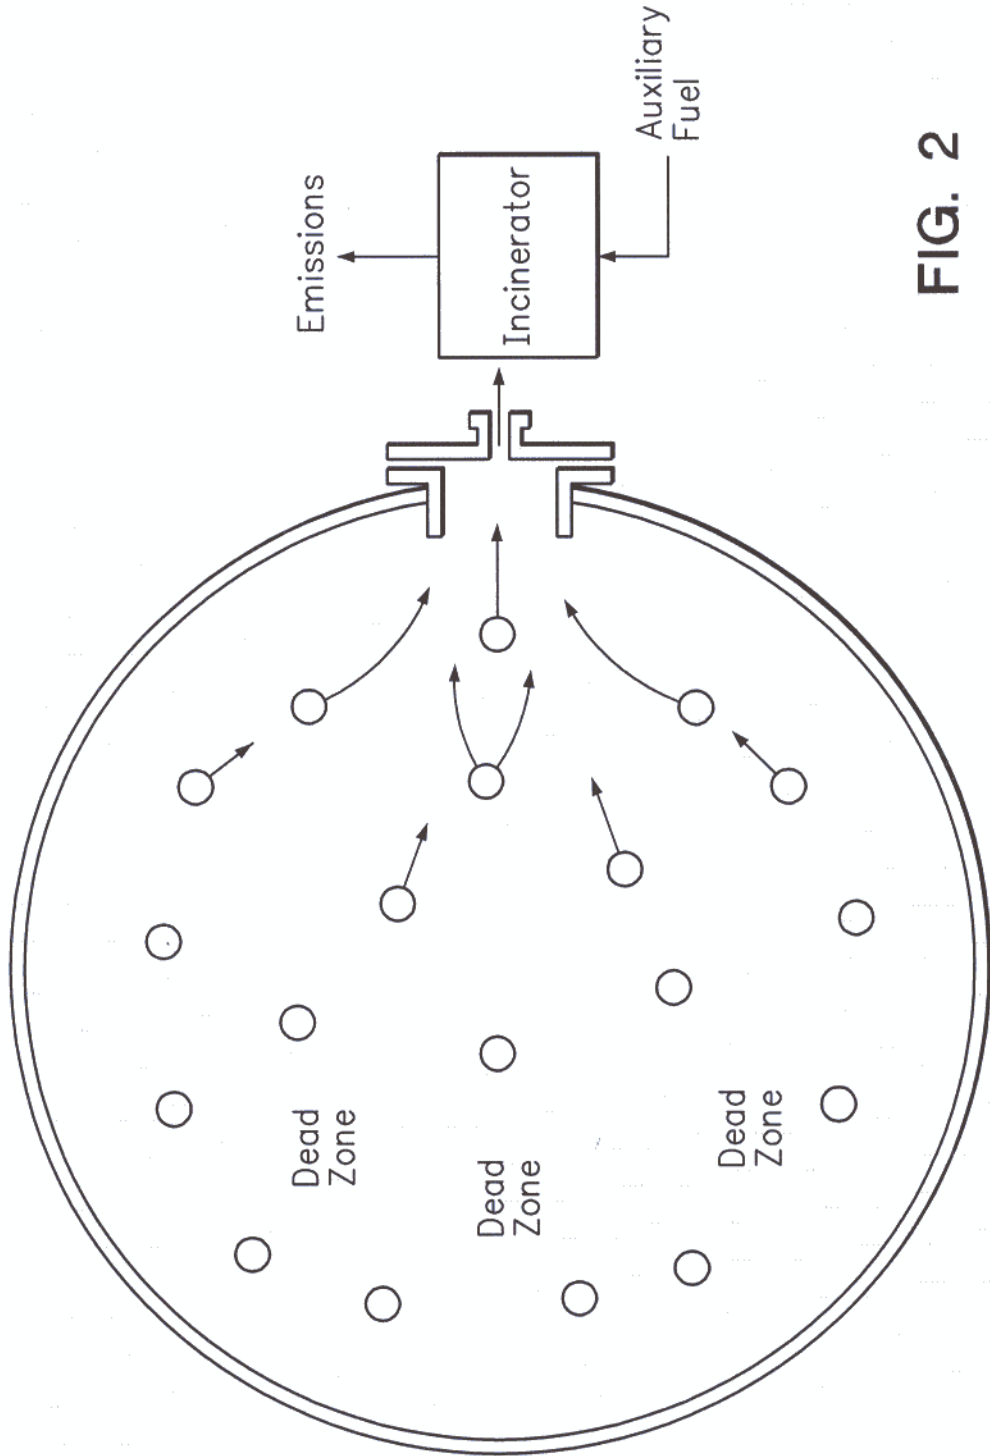 Emissions
Incinerator
Auxiliary
Fuel
Dead
Zone
Dead
Zone
Dead
Zone
FIG. 2